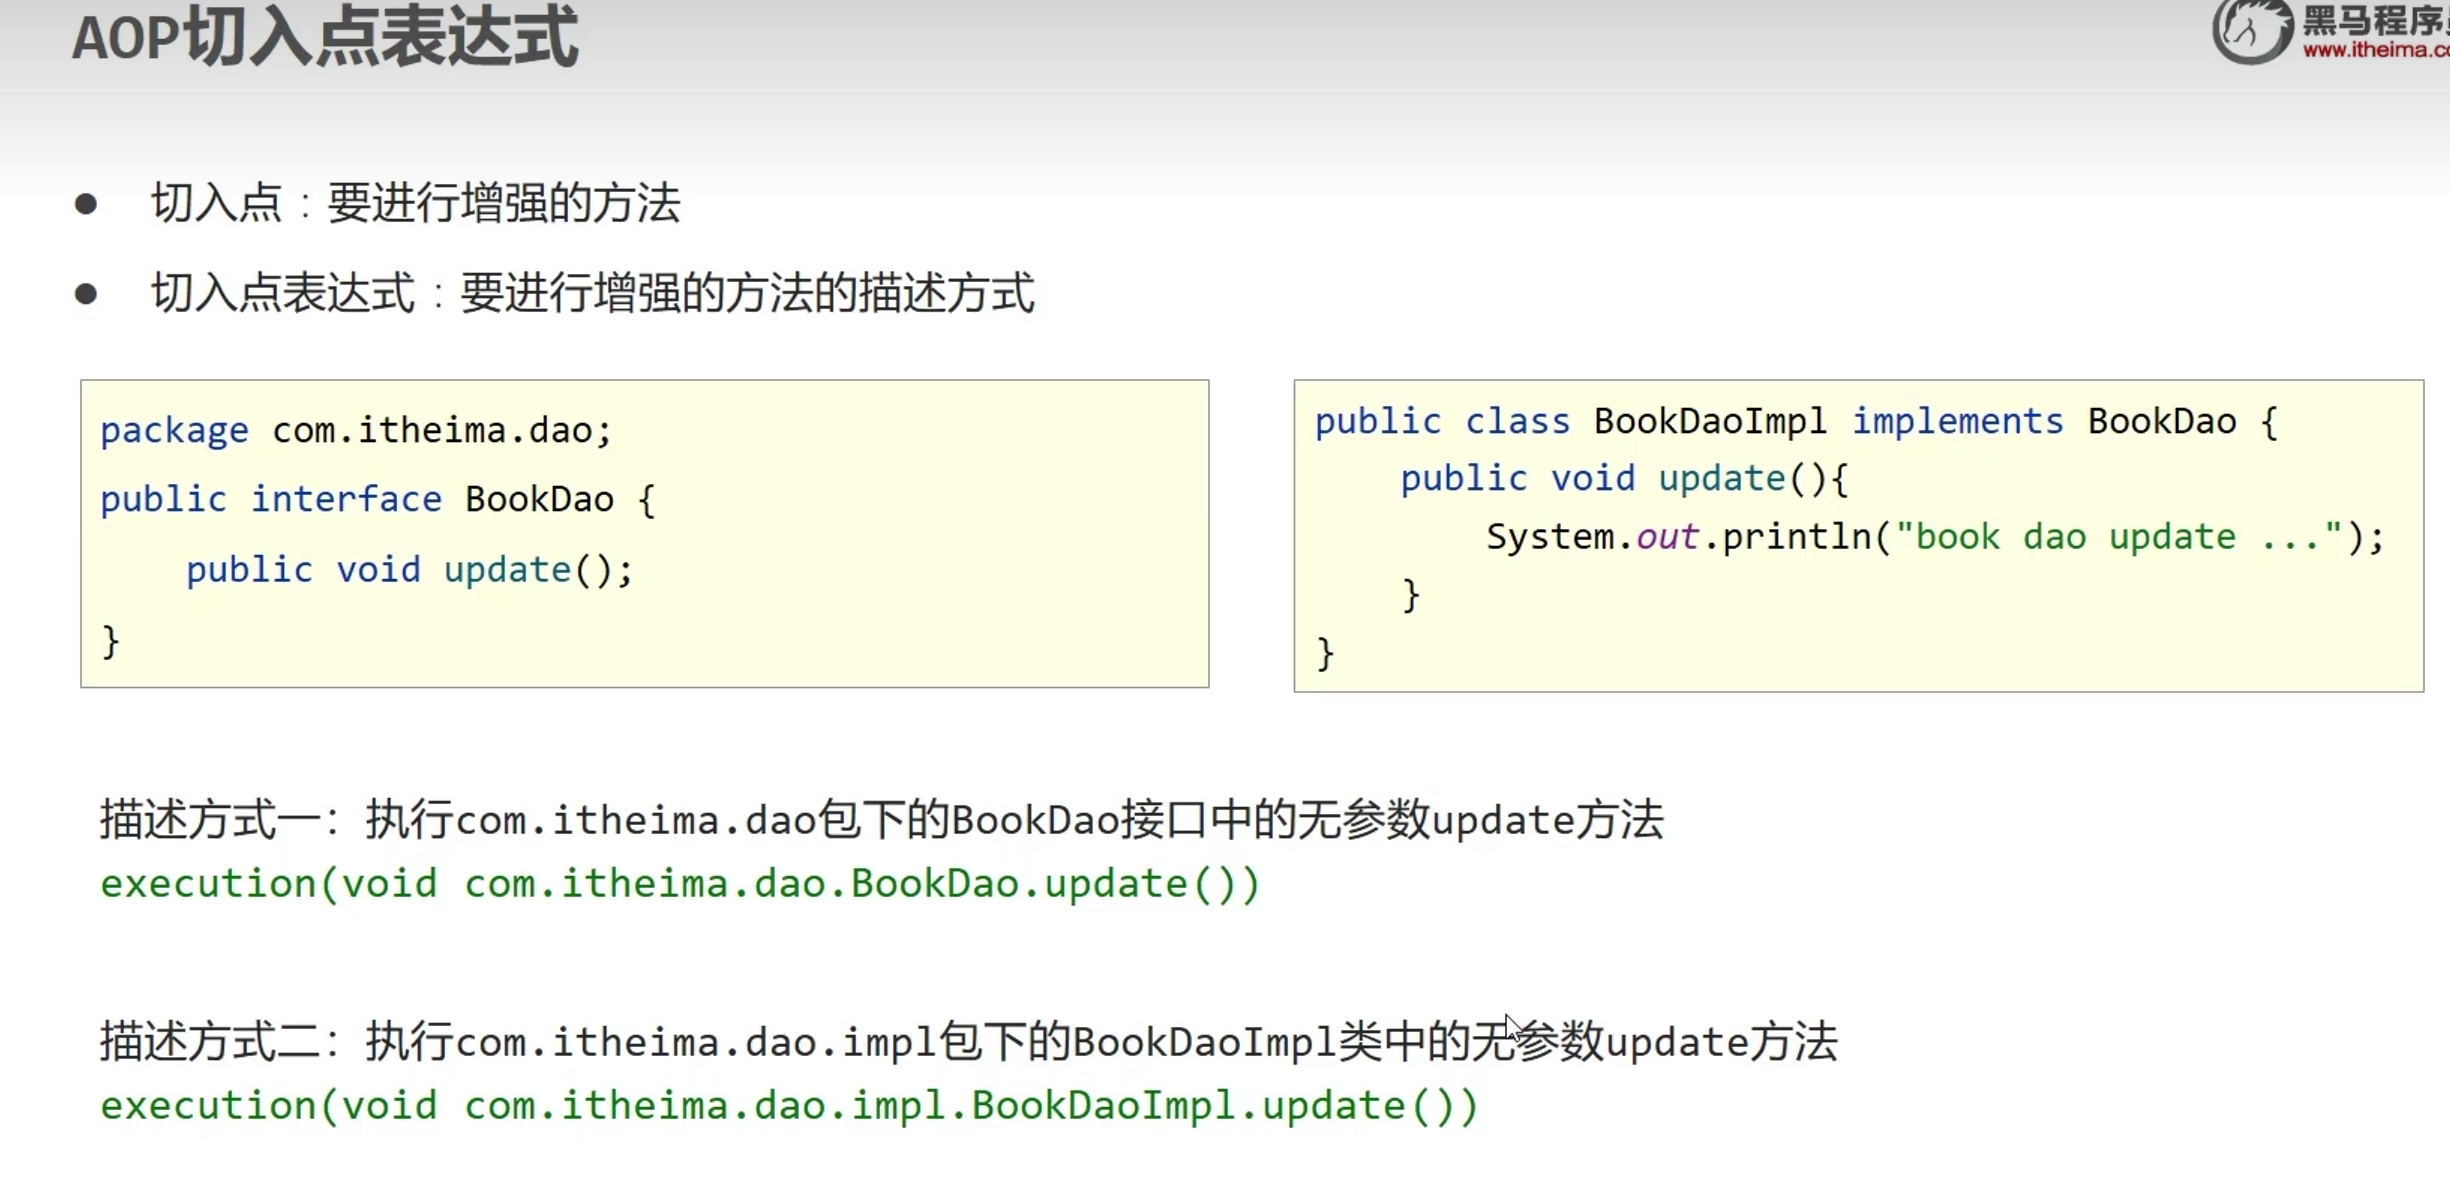 AOP切入点表达式
黑马程序
www.itheima.c
● 切入点：要进行增强的方法
● 切入点表达式：要进行增强的方法的描述方式
package com.itheima.dao;
public interface BookDao {
    public void update();
}
public class BookDaoImpl implements BookDao {
    public void update(){
        System.out.println("book dao update ...");
    }
}
描述方式一：执行com.itheima.dao包下的BookDao接口中的无参数update方法
execution(void com.itheima.dao.BookDao.update())
描述方式二：执行com.itheima.dao.impl包下的BookDaoImpl类中的无参数update方法
execution(void com.itheima.dao.impl.BookDaoImpl.update())